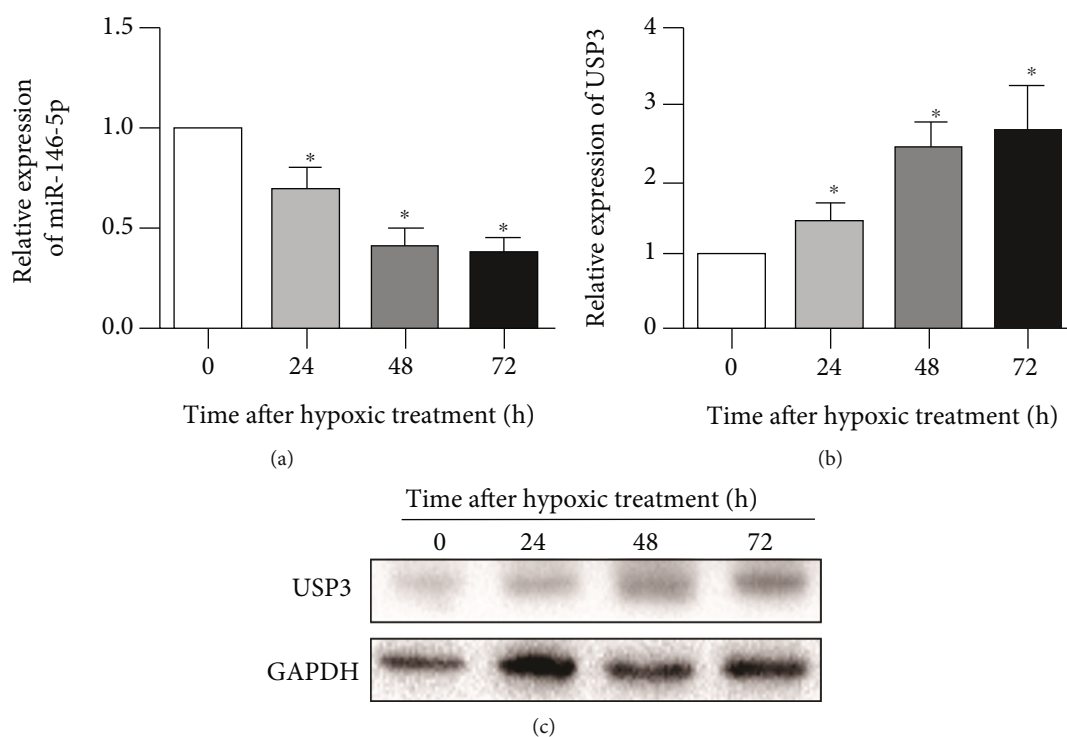 Relative expression
of miR-146-5p
1.5
1.0
0.5
0.0
*
*
*
0
24
48
72
Time after hypoxic treatment (h)
(a)
Relative expression of USP3
4
3
2
1
0
*
*
*
0
24
48
72
Time after hypoxic treatment (h)
(b)
Time after hypoxic treatment (h)
0 24 48 72
USP3
GAPDH
(c)